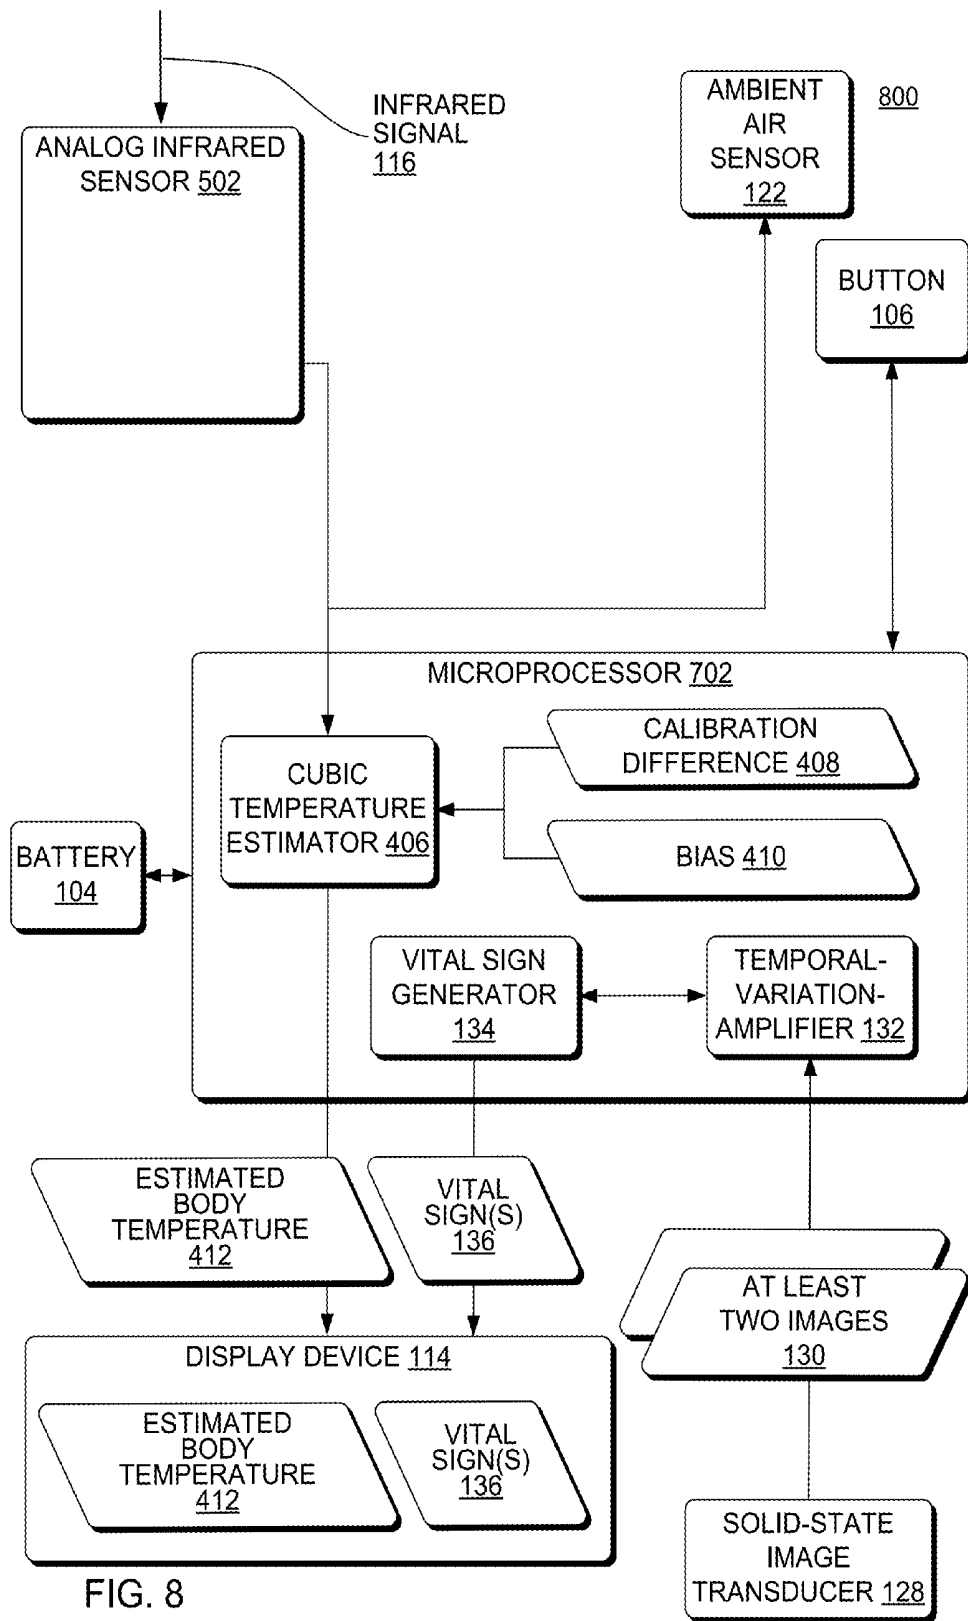 INFRARED
SIGNAL
116
AMBIENT
AIR
SENSOR
122
800
ANALOG INFRARED
SENSOR 502
BUTTON
106
MICROPROCESSOR 702
CALIBRATION
DIFFERENCE 408
CUBIC
TEMPERATURE
ESTIMATOR 406
BIAS 410
BATTERY
104
VITAL SIGN
GENERATOR
134
TEMPORAL-
VARIATION-
AMPLIFIER 132
ESTIMATED
BODY
TEMPERATURE
412
VITAL
SIGN(S)
136
AT LEAST
TWO IMAGES
130
DISPLAY DEVICE 114
ESTIMATED
BODY
TEMPERATURE
412
VITAL
SIGN(S)
136
SOLID-STATE
IMAGE
TRANSDUCER 128
FIG. 8